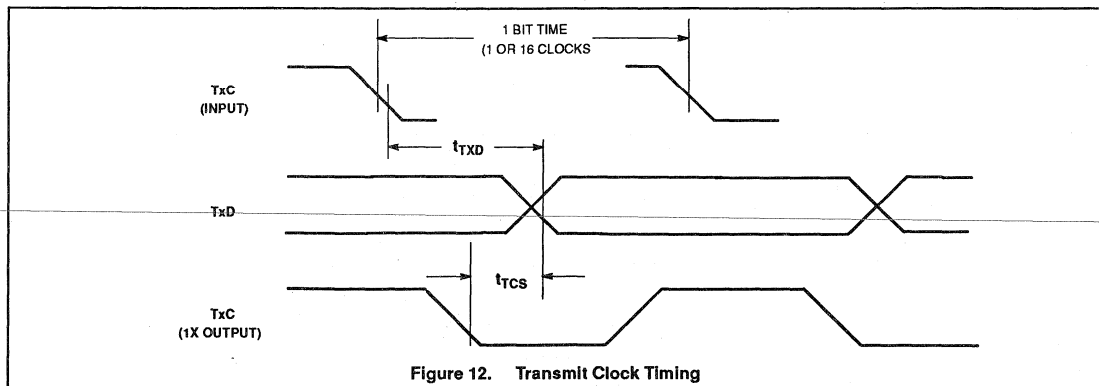 1 BIT TIME
(1 OR 16 CLOCKS
TxC
(INPUT)
tTXD
TxD
tTCS
TxC
(1X OUTPUT)
Figure 12. Transmit Clock Timing